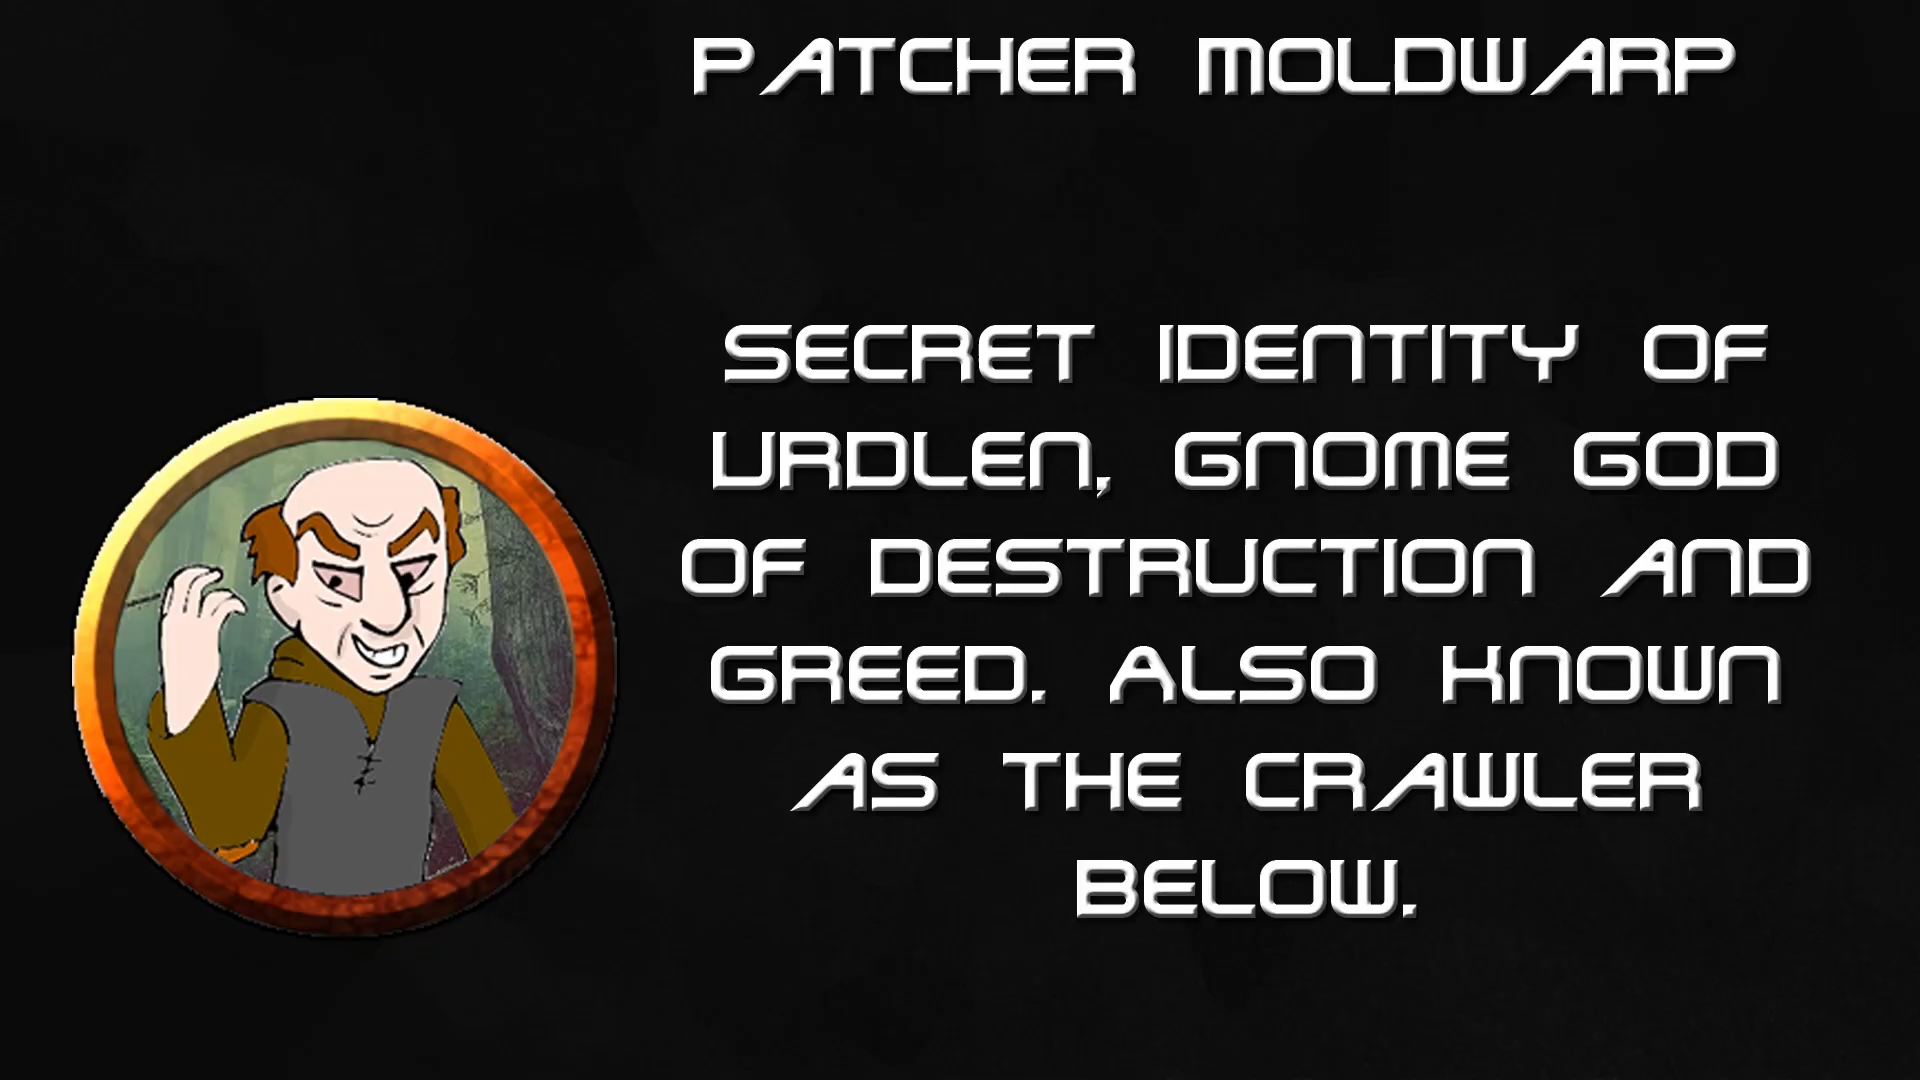 PATCHER MOLDWARP
SECRET IDENTITY OF
URDLEN, GNOME GOD
OF DESTRUCTION AND
GREED. ALSO KNOWN
AS THE CRAWLER
BELOW.